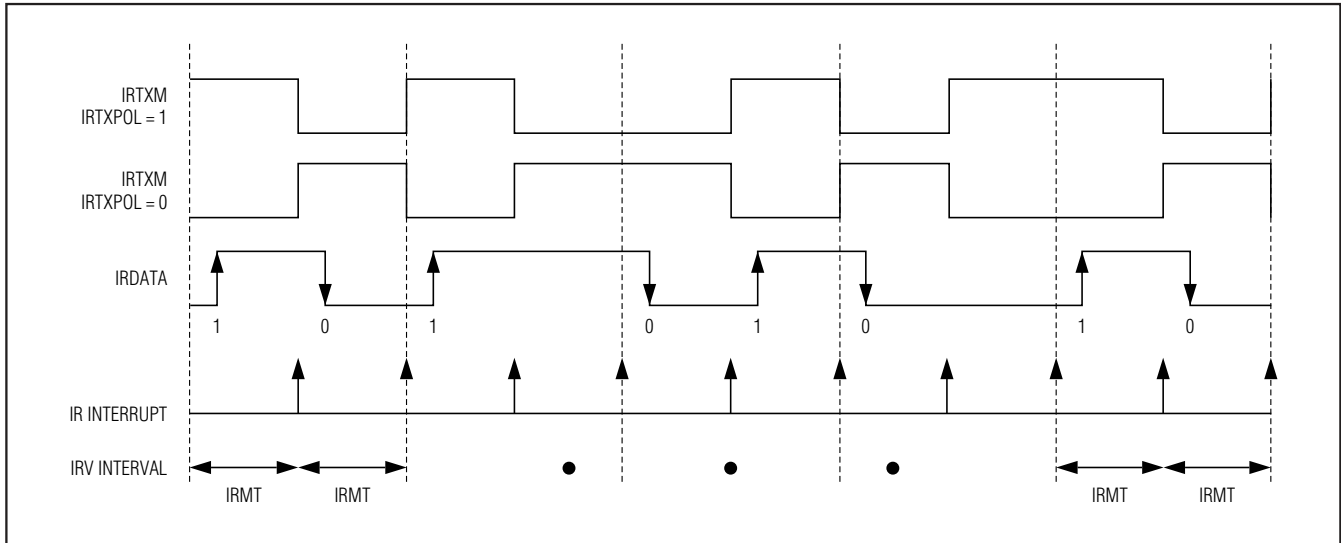 IRTXM
IRTXPOL = 1
IRTXM
IRTXPOL = 0
IRDATA
1 0 1 0 1 0 1 0
IR INTERRUPT
IRV INTERVAL
IRMT IRMT IRMT IRMT